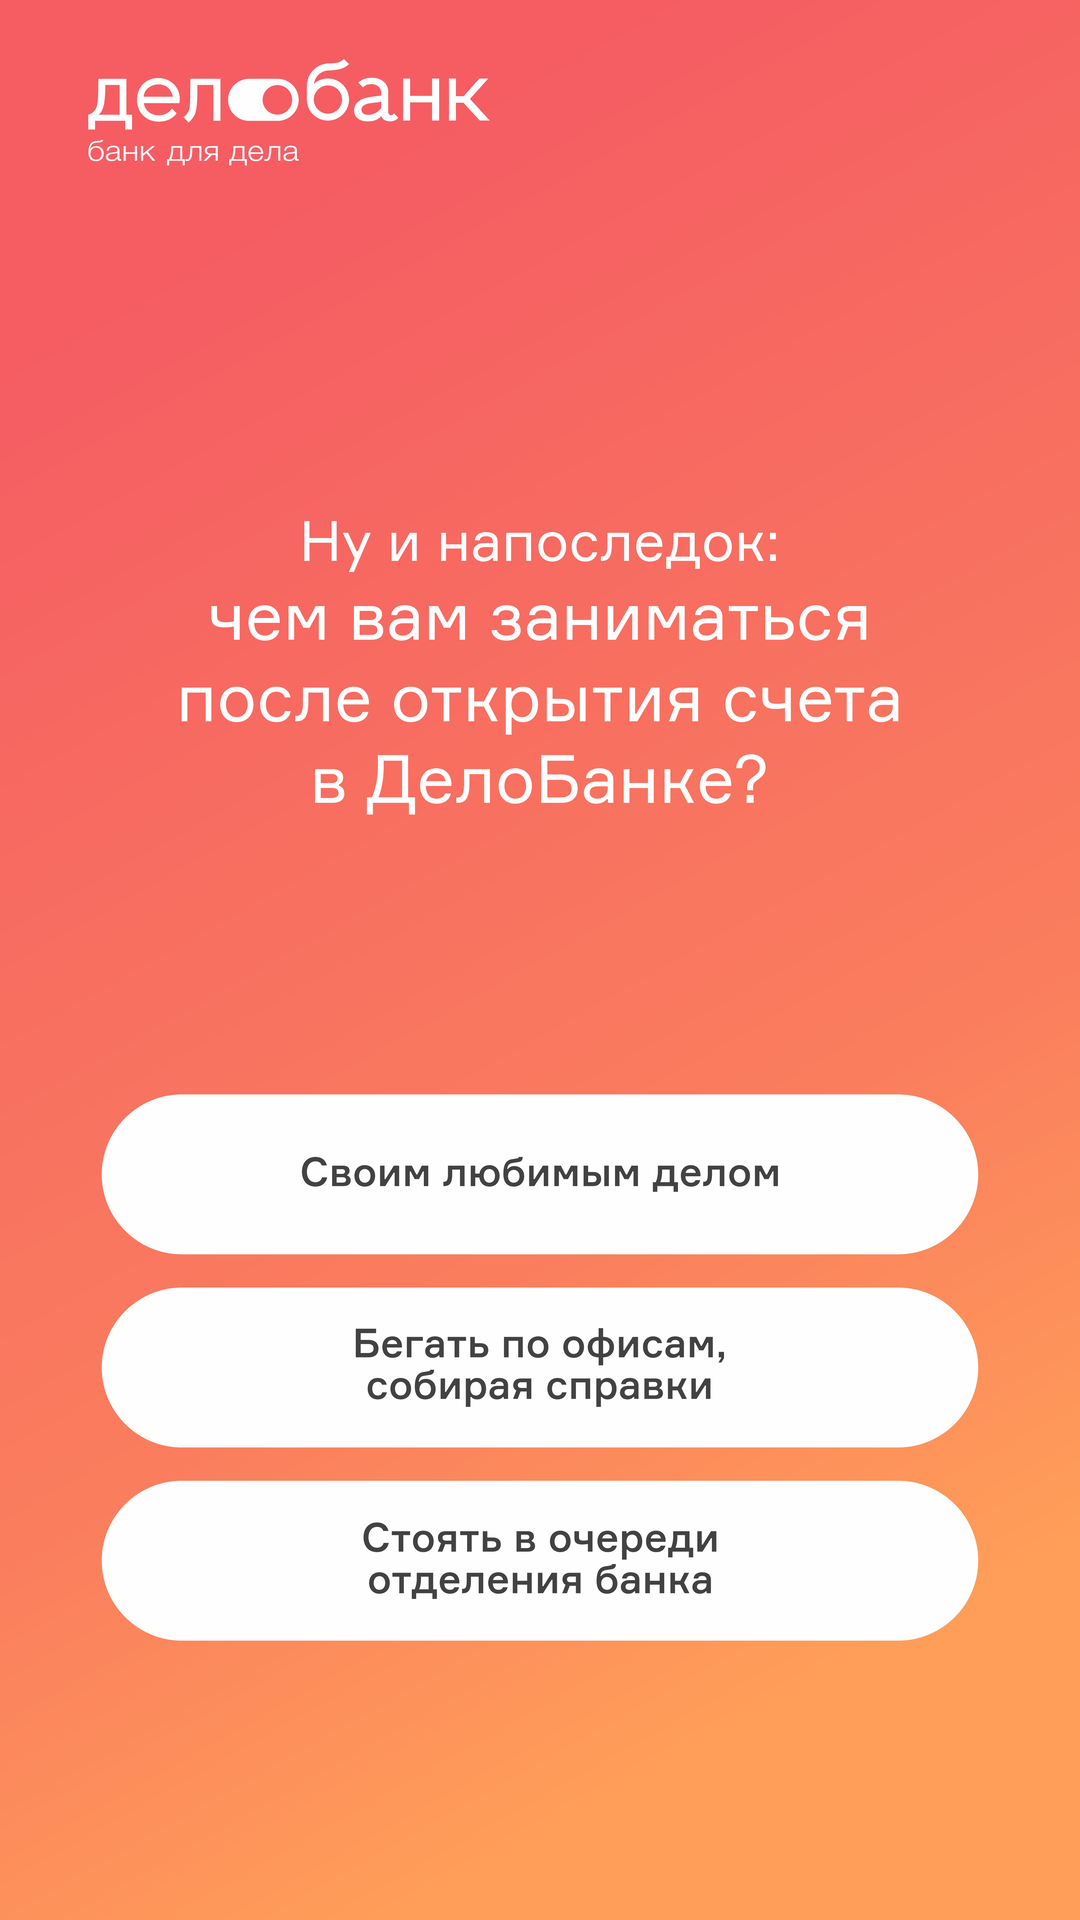 делобанк
банк для дела
Ну и напоследок:
чем вам заниматься
после открытия счета
в ДелоБанке?
Своим любимым делом
Бегать по офисам,
собирая справки
Стоять в очереди
отделения банка